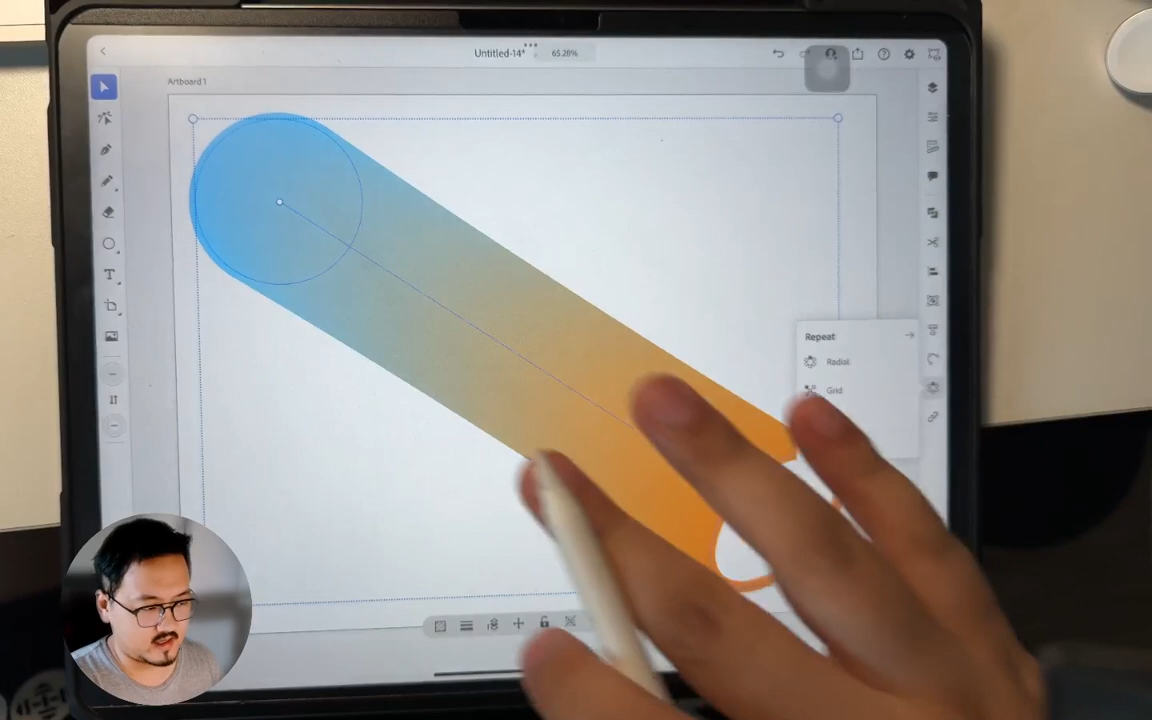 Untitled-14*
65.28%
Artboard 1
T
Repeat
Radial
Grid